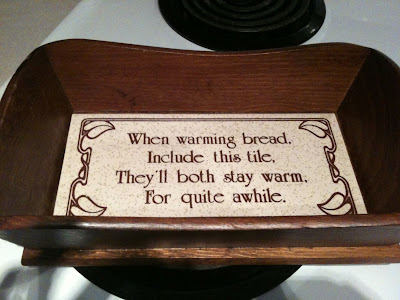 When warming bread,
Include this tile,
They'll both stay warm,
For quite awhile.